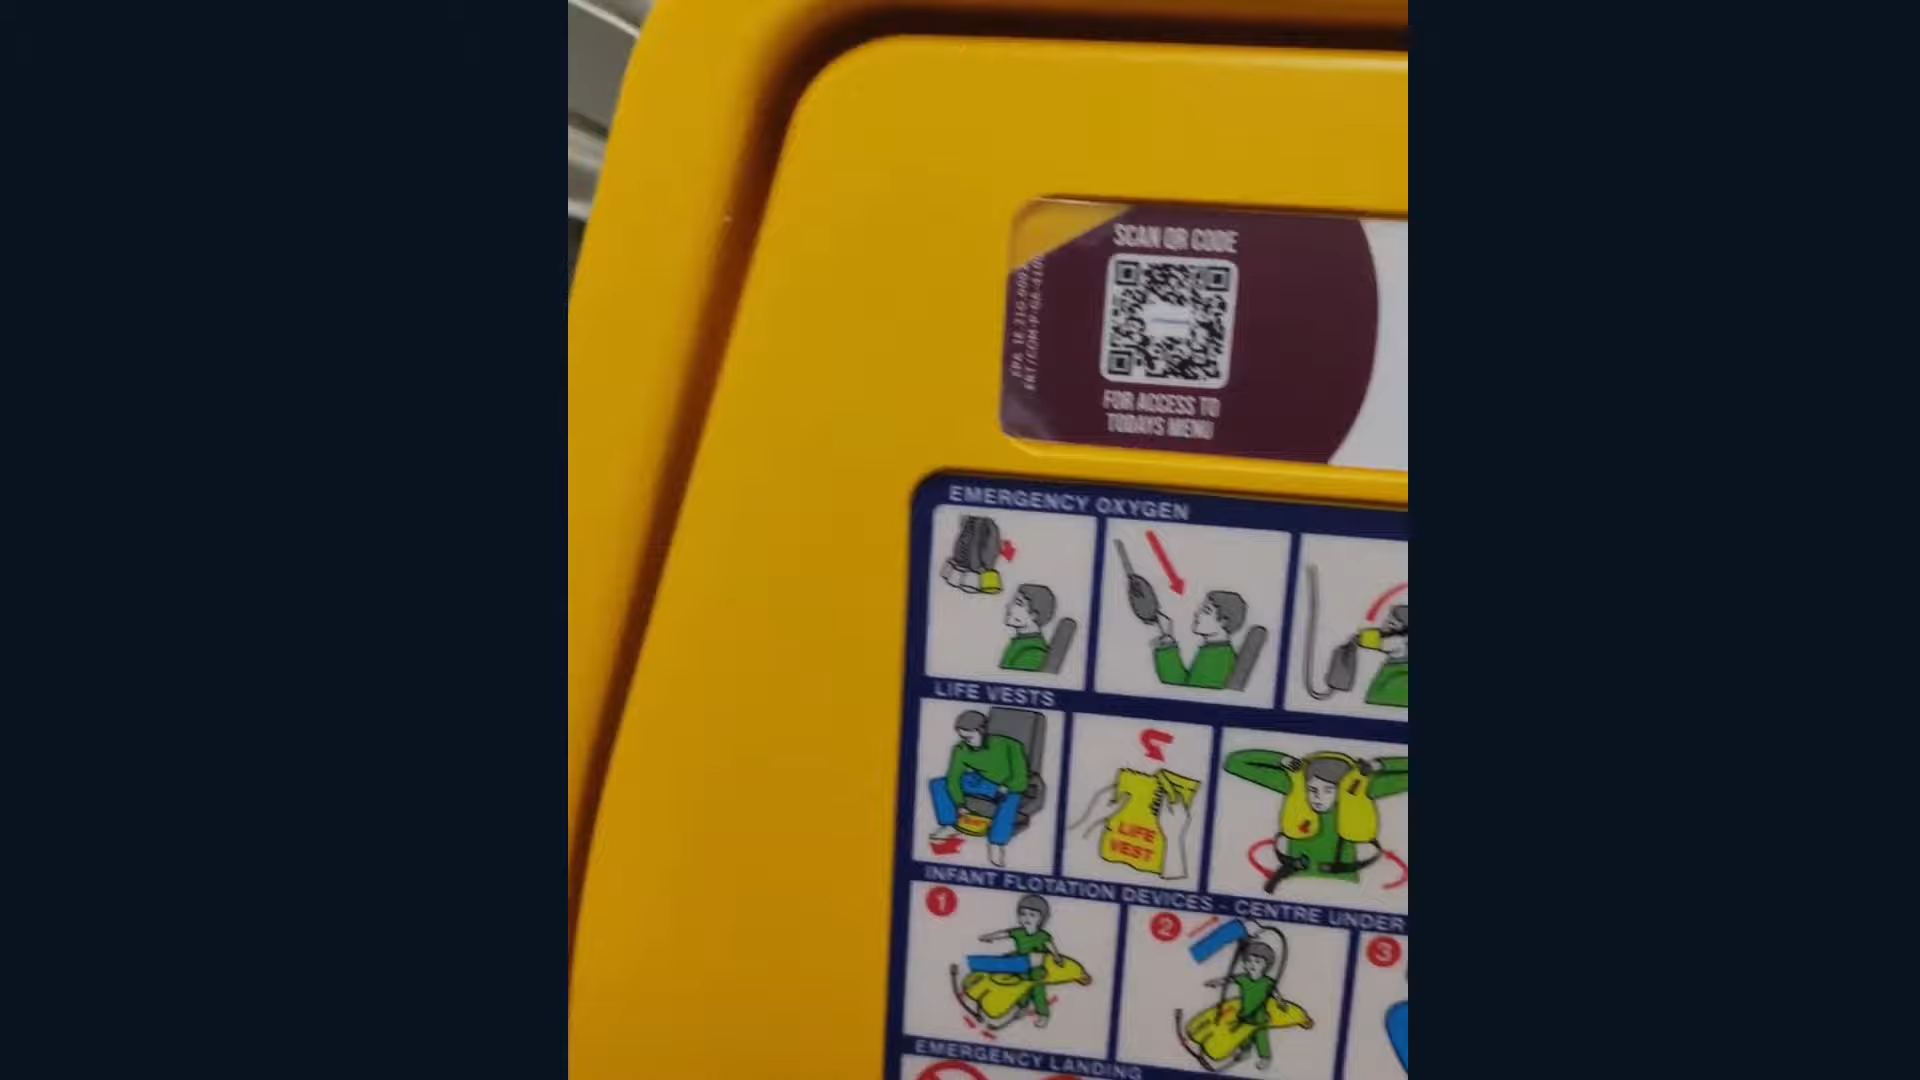 SCAN QR CODE
FOR ACCESS TO
TODAYS MENU
EMERGENCY OXYGEN
LIFE VESTS
LIFE
VEST
INFANT FLOTATION DEVICES - CENTRE UNDER
1
2
3
EMERGENCY LANDING